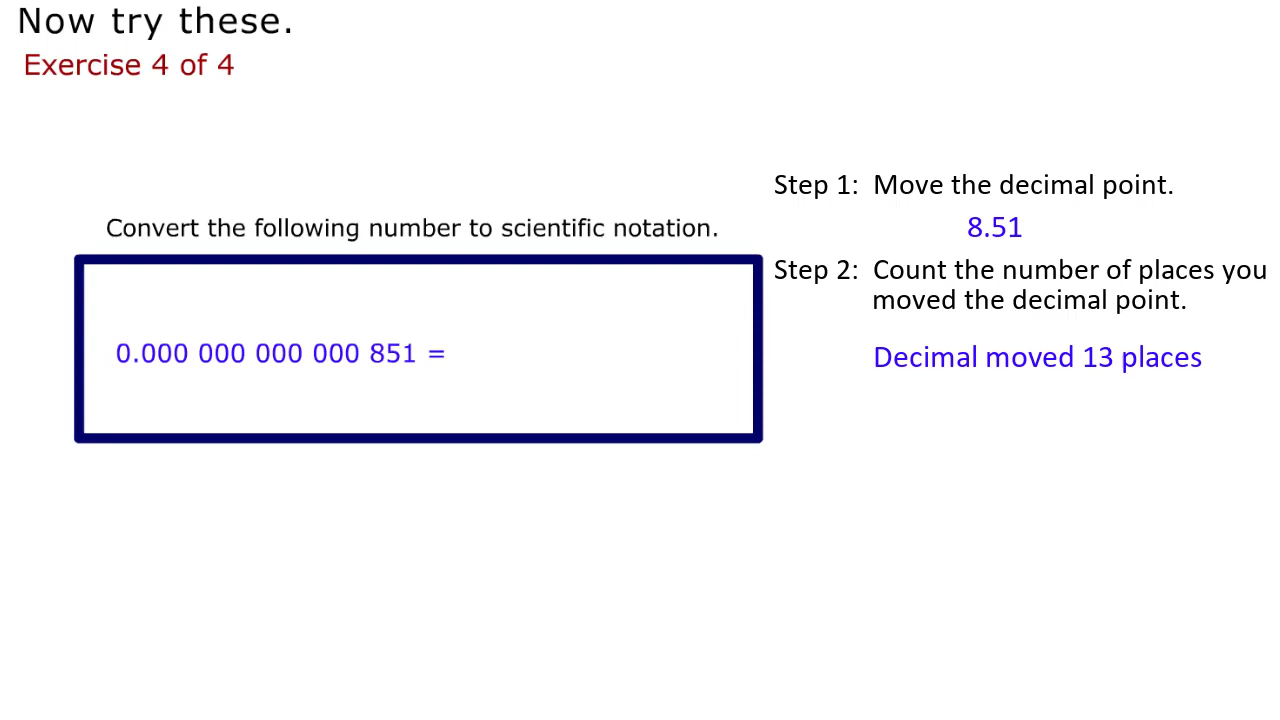 Now try these.
Exercise 4 of 4
Convert the following number to scientific notation.
0.000 000 000 000 851 =
Step 1: Move the decimal point.
8.51
Step 2: Count the number of places you
moved the decimal point.
Decimal moved 13 places